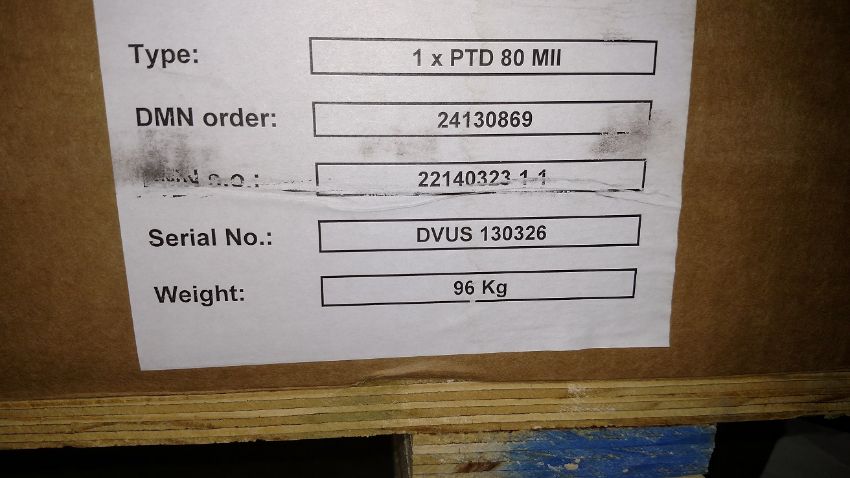 Type: 1 x PTD 80 MII
DMN order: 24130869
s.o.: 22140323-1-1
Serial No.: DVUS 130326
Weight: 96 Kg